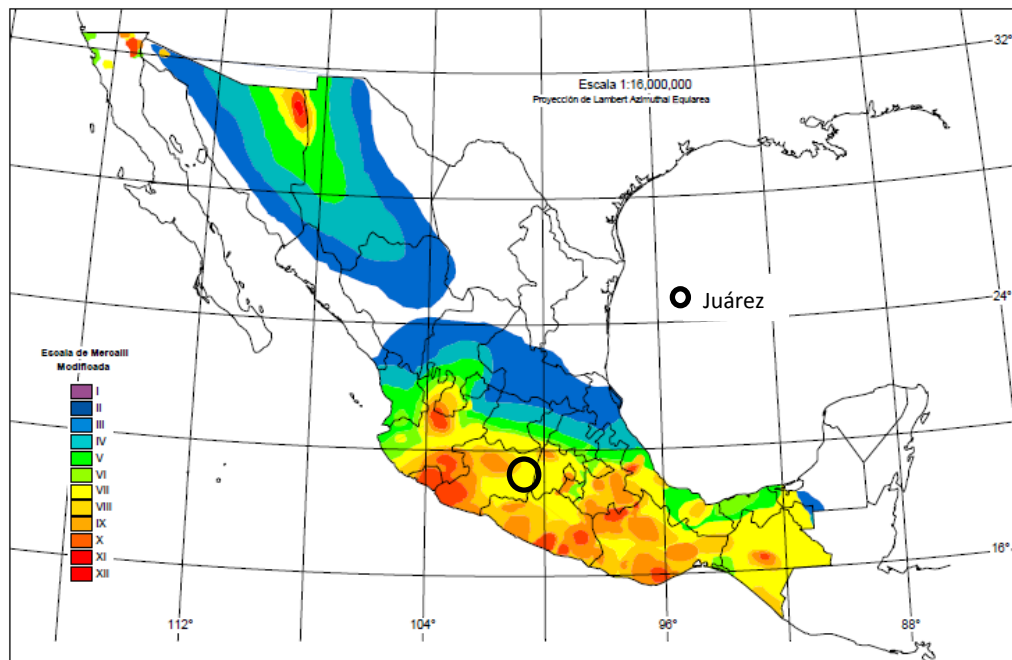 32°
Escala 1:16,000,000
Proyección de Lambert Azimuthal Equiarea
Juárez
24°
Escala de Mercalli
Modificada
I
II
III
IV
V
VI
VII
VIII
IX
X
XI
XII
16°
112°
104°
96°
88°